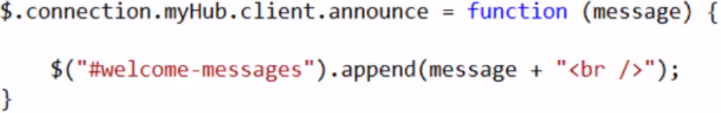 $.connection.myHub.client.announce = function (message) {
$("#welcome-messages").append(message + "<br />");
}